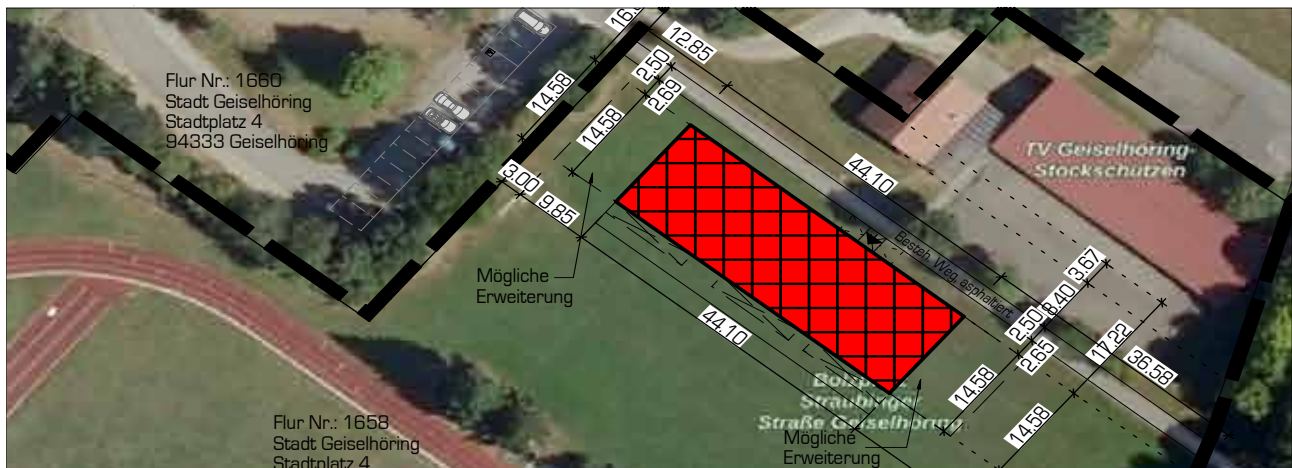 16.
12.85
Flur Nr.: 1660
Stadt Geiselhöring
Stadtplatz 4
94333 Geiselhöring
14.58
2.50
2.69
14.58
TV Geiselhöring
Stockschützen
3.00
9.85
44.10
Mögliche
Erweiterung
Besteh. Weg, asphaltiert
3.67
8.40
2.50
2.65
17.22
36.58
44.10
14.58
14.58
Straubinger
Straße Geiselhöring
Mögliche
Erweiterung
Flur Nr.: 1658
Stadt Geiselhöring
Stadtplatz 4